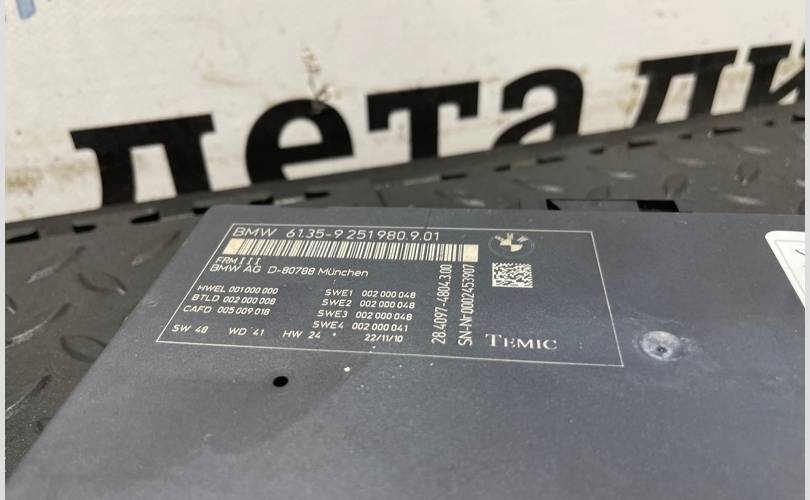 детали
BMW 61.35-9 251980.9.01
FRM III
BMW AG D-80788 München
HWEL 001 000 000
BTLD 002 000 008
CAFD 005 009 018
SWE1 002 000 048
SWE2 002 000 048
SWE3 002 000 048
SWE4 002 000 041
SW 48 WD 41 HW 24 22/11/10
28.4097-4804.3.00
SN-Nr.0002453907
TEMIC